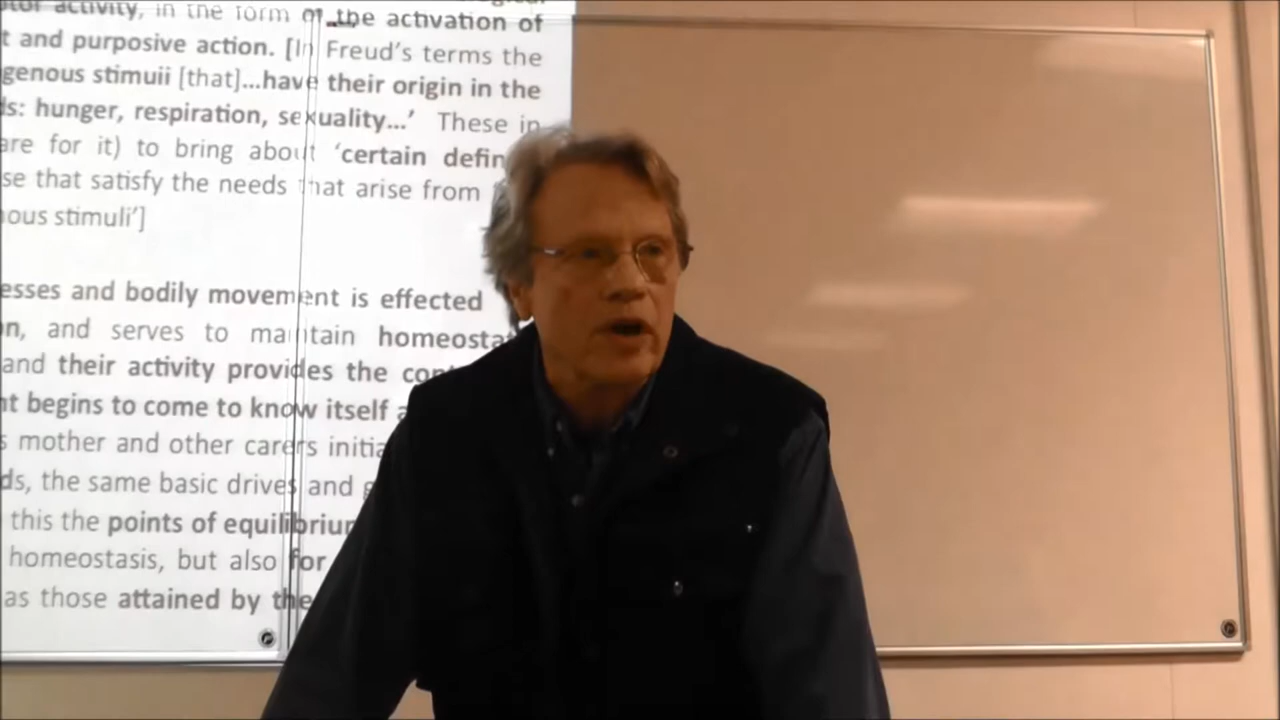 activity, in the form of the activation of
t and purposive action. [In Freud's terms the
genous stimuii [that]...have their origin in the
ds: hunger, respiration, sexuality...' These in
are for it) to bring about 'certain defin
se that satisfy the needs that arise from
ous stimuli']
esses and bodily movement is effected
on, and serves to maintain homeosta
and their activity provides the con
nt begins to come to know itself a
s mother and other carers initia
ds, the same basic drives and g
this the points of equilibriu
homeostasis, but also for
as those attained by the